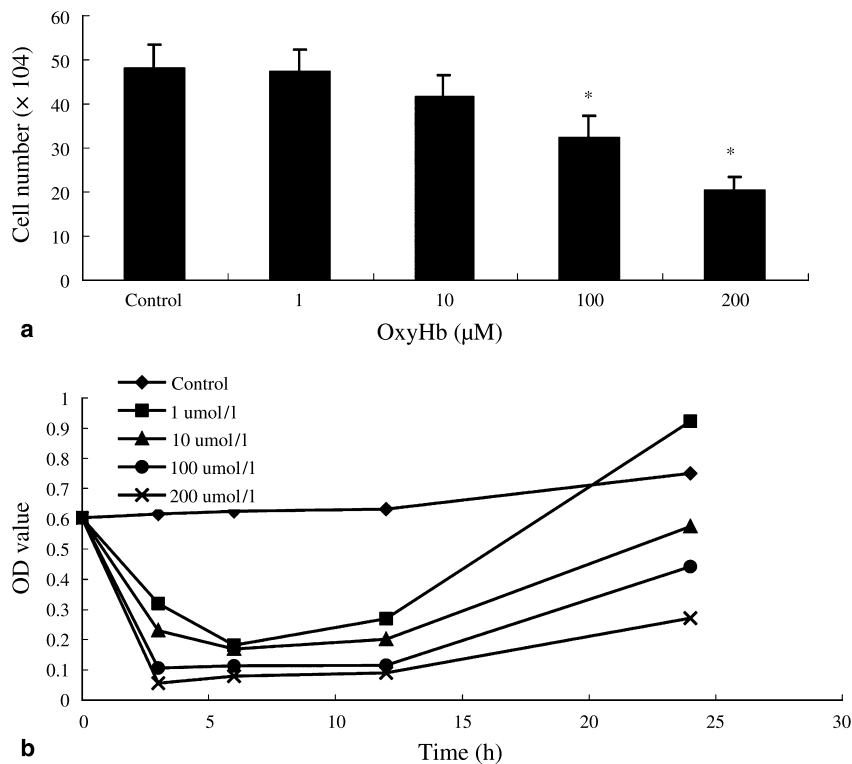 60
50
40
30
20
10
0
Cell number (× 104)
*
*
Control 1 10 100 200
OxyHb (μM)
a
Control
1 umol/l
10 umol/l
100 umol/l
200 umol/l
1
0.9
0.8
0.7
0.6
0.5
0.4
0.3
0.2
0.1
0
OD value
0 5 10 15 20 25 30
Time (h)
b